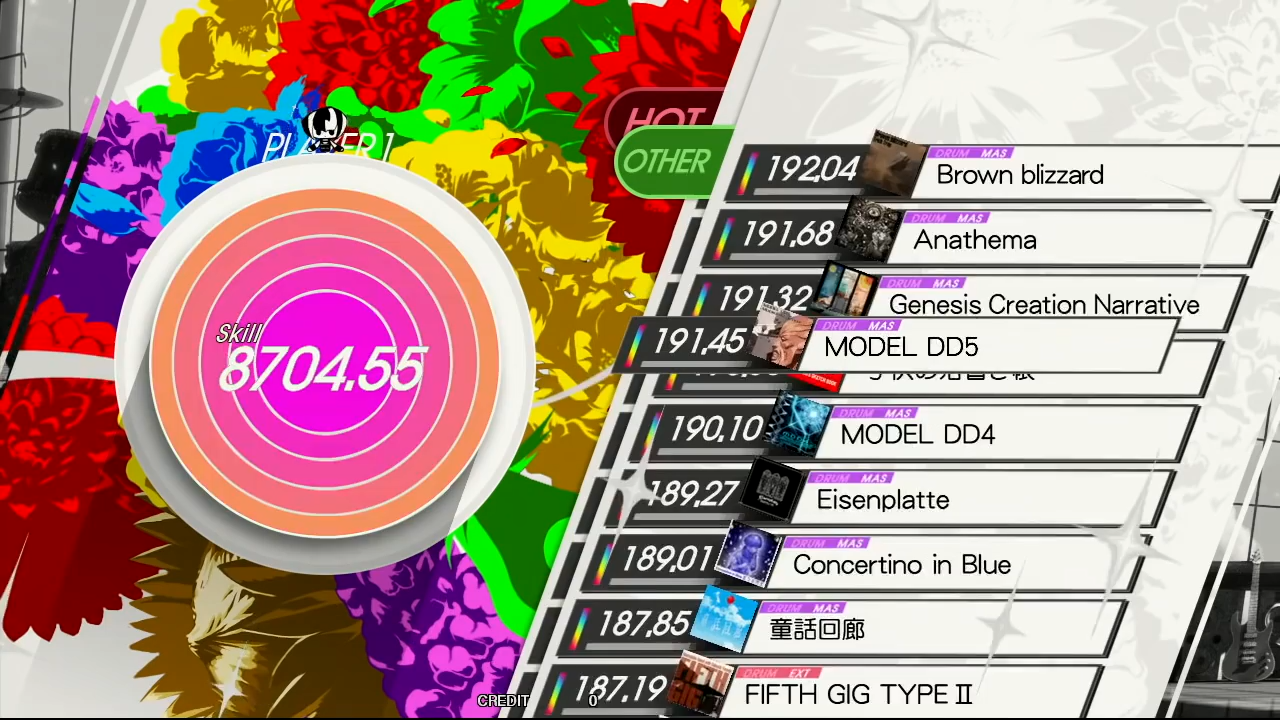 PLAYER1
HOT
OTHER
Skill
8704.55
192.04 DRUM MAS
Brown blizzard
191.68 DRUM MAS
Anathema
191.32 DRUM MAS
Genesis Creation Narrative
191.45 DRUM MAS
MODEL DD5
190.10 DRUM MAS
MODEL DD4
189.27 DRUM MAS
Eisenplatte
189.01 DRUM MAS
Concertino in Blue
187.85 DRUM MAS
童話回廊
187.19 DRUM EXT
FIFTH GIG TYPE II
CREDIT 0